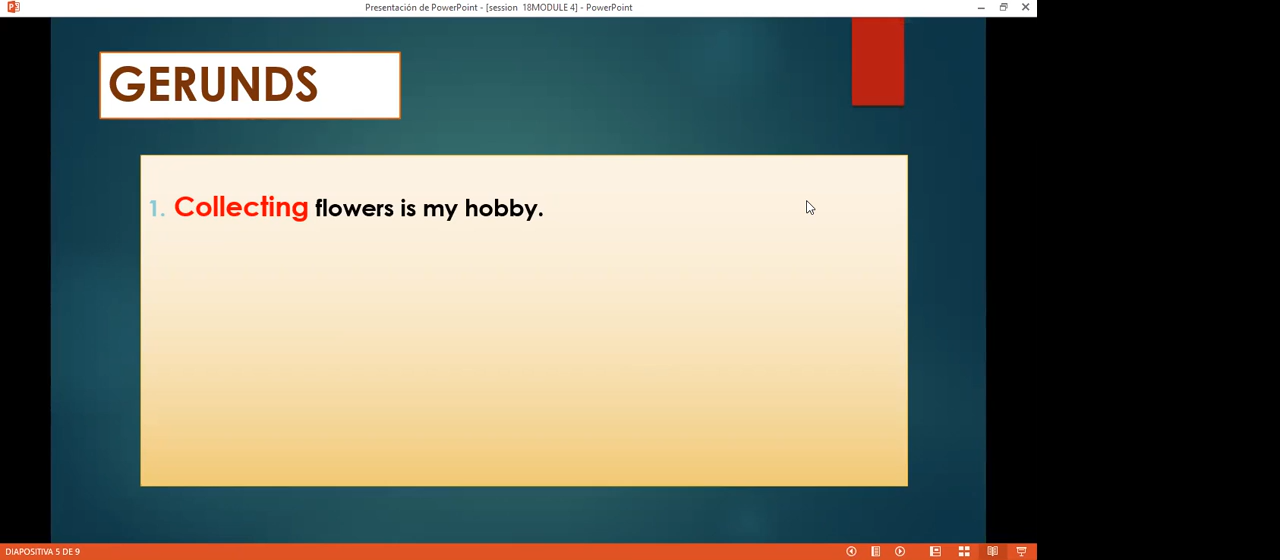 Presentación de PowerPoint - [session 18MODULE 4] - PowerPoint
GERUNDS
1. Collecting flowers is my hobby.
DIAPOSITIVA 5 DE 9